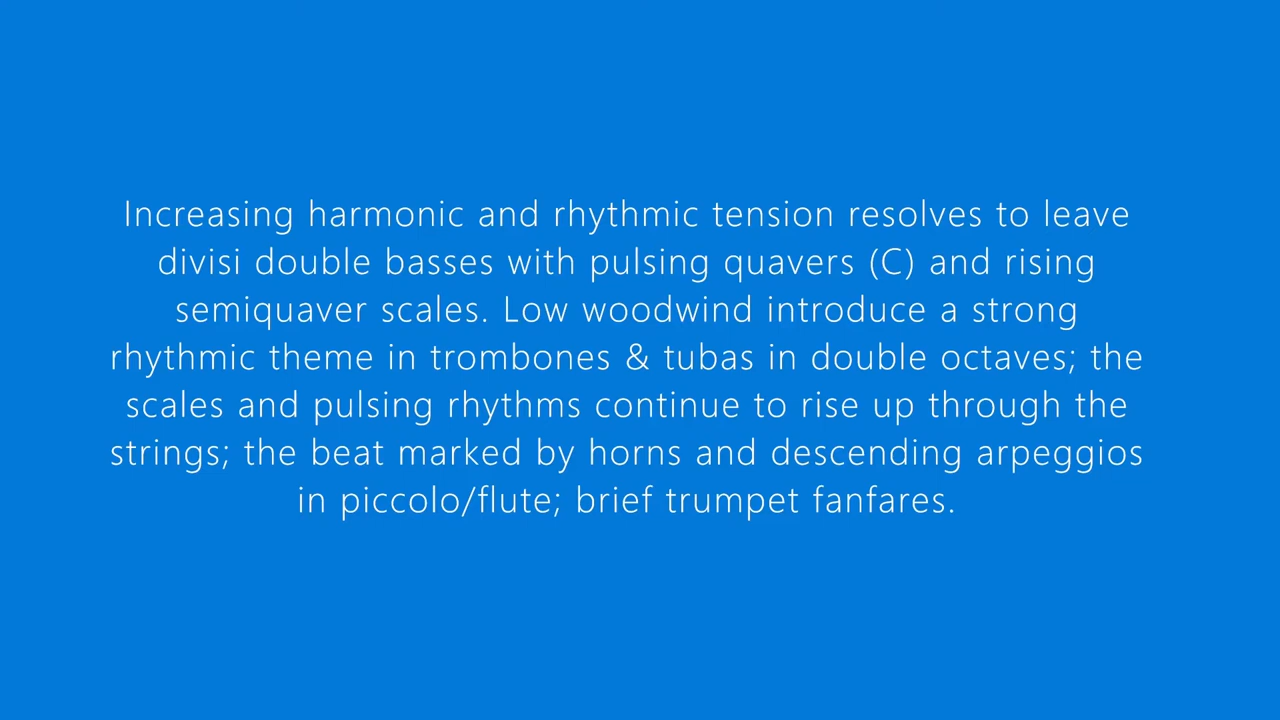 Increasing harmonic and rhythmic tension resolves to leave
divisi double basses with pulsing quavers (C) and rising
semiquaver scales. Low woodwind introduce a strong
rhythmic theme in trombones & tubas in double octaves; the
scales and pulsing rhythms continue to rise up through the
strings; the beat marked by horns and descending arpeggios
in piccolo/flute; brief trumpet fanfares.